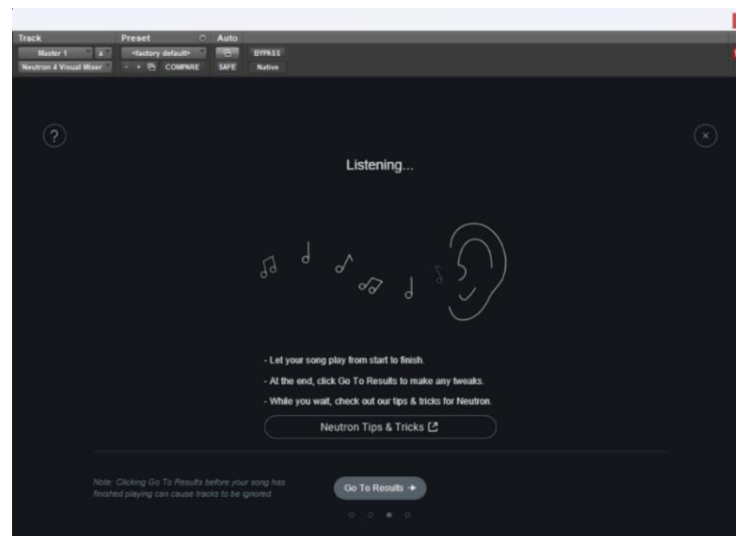 Track Preset Auto
Master 1 a <factory default> BYPASS
Neutron 4 Visual Mixer - + COMPARE SAFE Native
?
Listening...
- Let your song play from start to finish.
- At the end, click Go To Results to make any tweaks.
- While you wait, check out our tips & tricks for Neutron.
Neutron Tips & Tricks
Note: Clicking Go To Results before your song has
finished playing can cause tracks to be ignored.
Go To Results